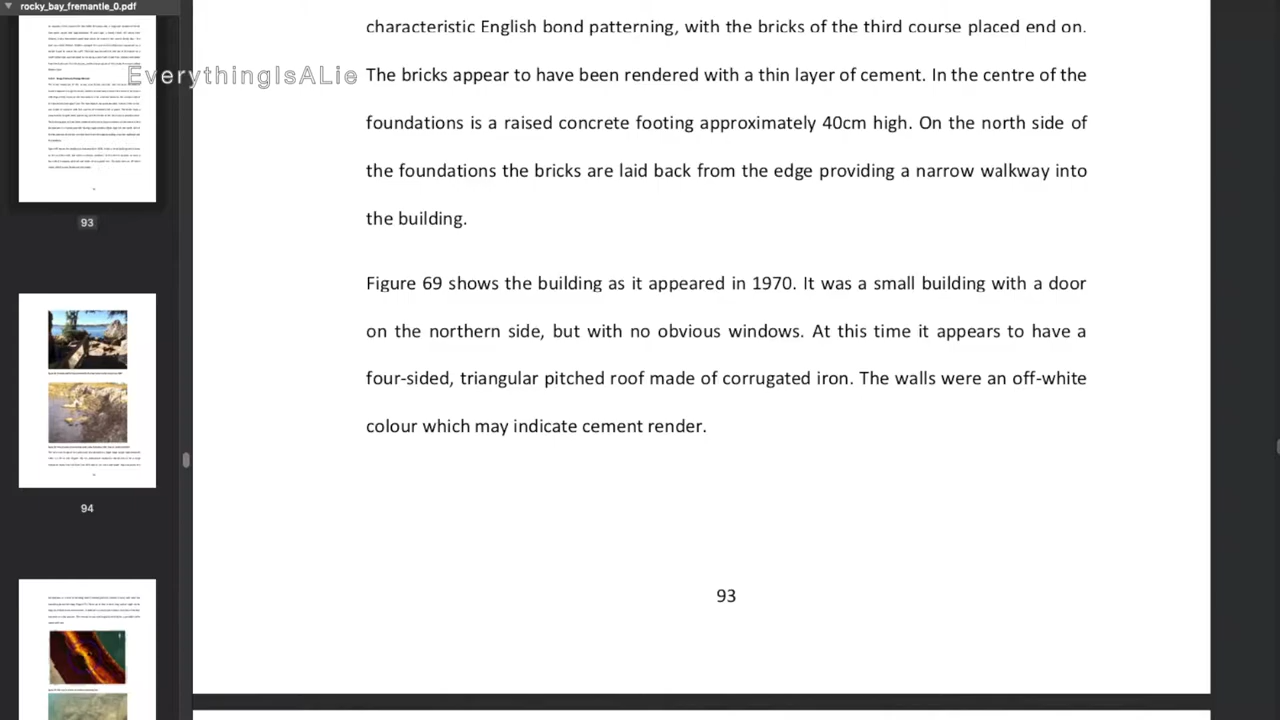 rocky_bay_fremantle_0.pdf
EverythingIsALie
characteristic English bond patterning, with the bricks on the third course placed end on.
The bricks appear to have been rendered with a thin layer of cement. In the centre of the
foundations is a raised concrete footing approximately 40cm high. On the north side of
the foundations the bricks are laid back from the edge providing a narrow walkway into
the building.
Figure 69 shows the building as it appeared in 1970. It was a small building with a door
on the northern side, but with no obvious windows. At this time it appears to have a
four-sided, triangular pitched roof made of corrugated iron. The walls were an off-white
colour which may indicate cement render.
93
93
94